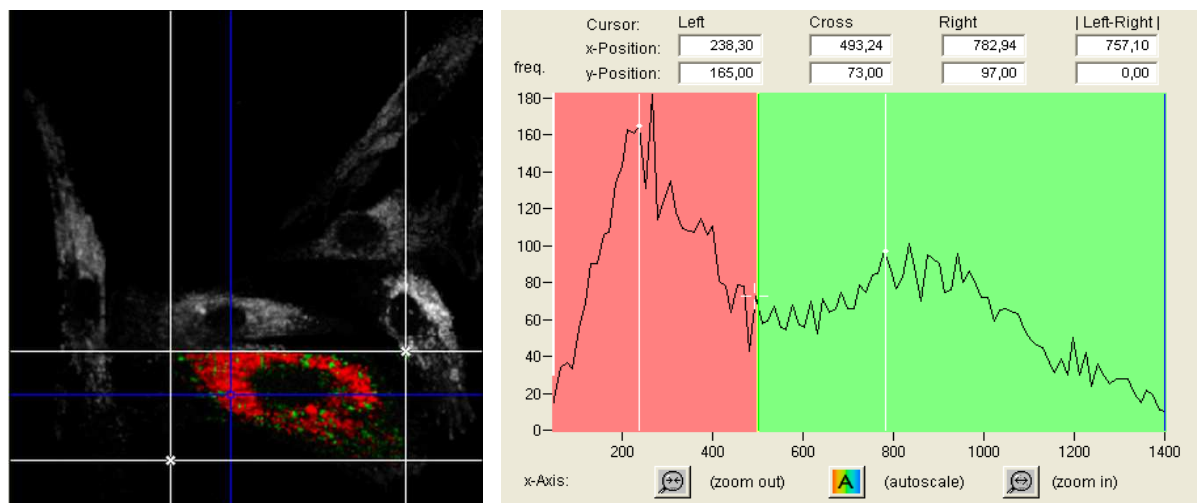 Cursor: Left Cross Right | Left-Right |
x-Position: 238,30 493,24 782,94 757,10
y-Position: 165,00 73,00 97,00 0,00
freq.
180
160
140
120
100
80
60
40
20
0
200 400 600 800 1000 1200 1400
x-Axis: (zoom out) A (autoscale) (zoom in)